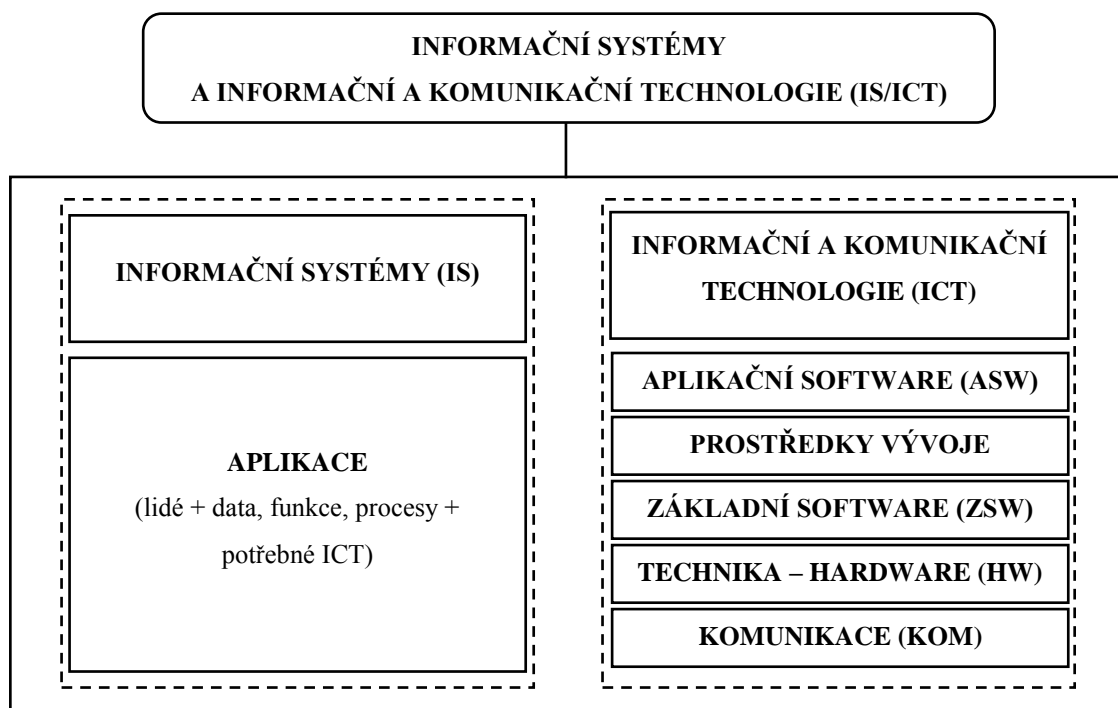 INFORMAČNÍ SYSTÉMY
A INFORMAČNÍ A KOMUNIKAČNÍ TECHNOLOGIE (IS/ICT)
INFORMAČNÍ SYSTÉMY (IS)
APLIKACE
(lidé + data, funkce, procesy +
potřebné ICT)
INFORMAČNÍ A KOMUNIKAČNÍ
TECHNOLOGIE (ICT)
APLIKAČNÍ SOFTWARE (ASW)
PROSTŘEDKY VÝVOJE
ZÁKLADNÍ SOFTWARE (ZSW)
TECHNIKA – HARDWARE (HW)
KOMUNIKACE (KOM)